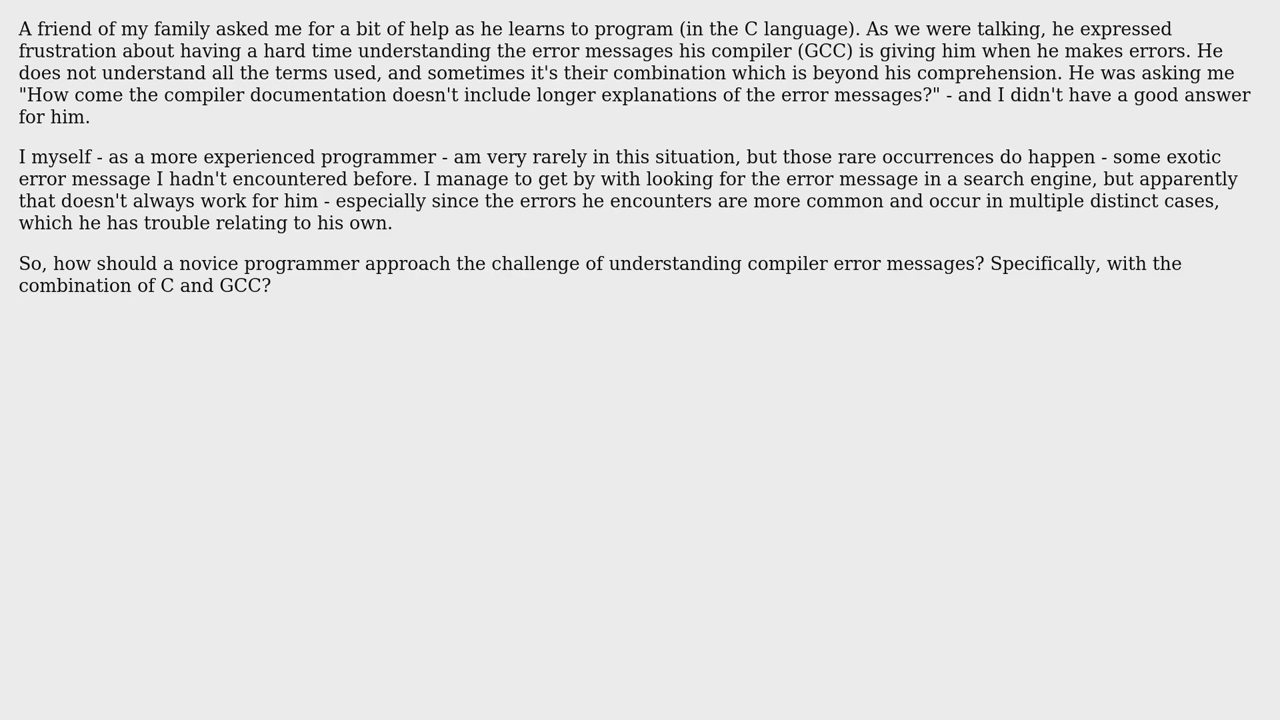 A friend of my family asked me for a bit of help as he learns to program (in the C language). As we were talking, he expressed
frustration about having a hard time understanding the error messages his compiler (GCC) is giving him when he makes errors. He
does not understand all the terms used, and sometimes it's their combination which is beyond his comprehension. He was asking me
"How come the compiler documentation doesn't include longer explanations of the error messages?" - and I didn't have a good answer
for him.
I myself - as a more experienced programmer - am very rarely in this situation, but those rare occurrences do happen - some exotic
error message I hadn't encountered before. I manage to get by with looking for the error message in a search engine, but apparently
that doesn't always work for him - especially since the errors he encounters are more common and occur in multiple distinct cases,
which he has trouble relating to his own.
So, how should a novice programmer approach the challenge of understanding compiler error messages? Specifically, with the
combination of C and GCC?